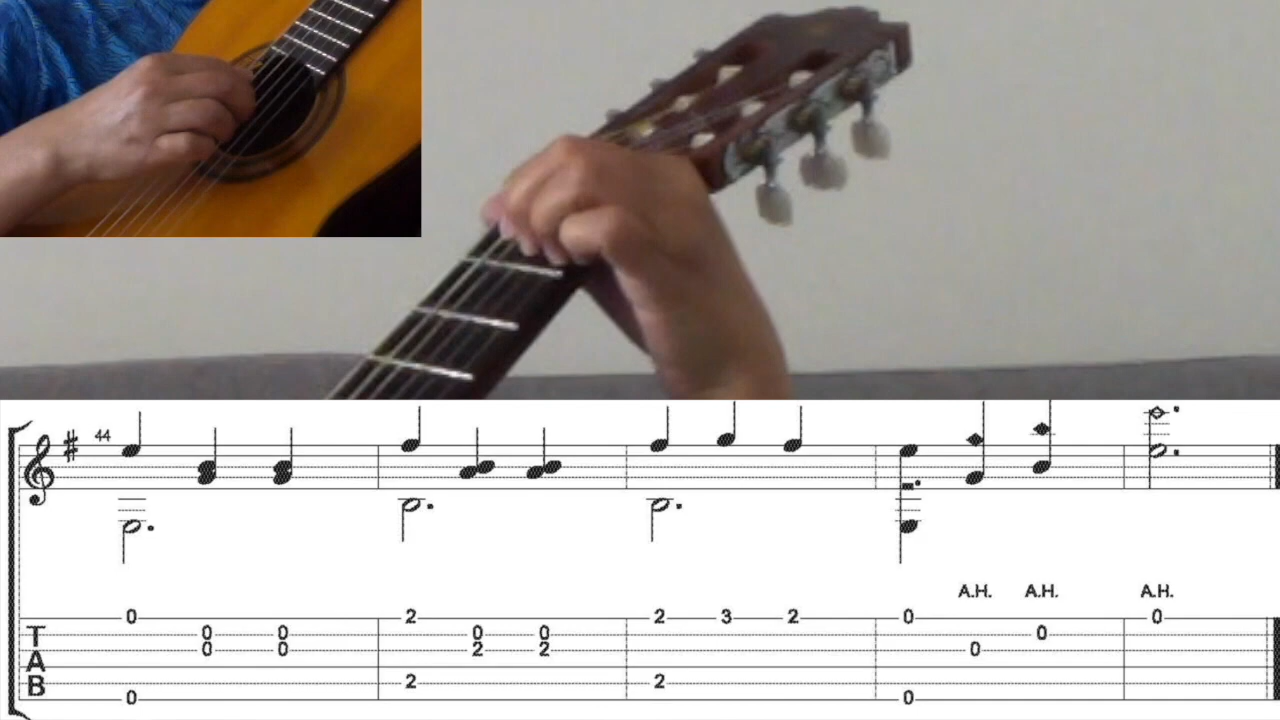 44
A.H. A.H. A.H.
0 2 2 3 2 0 0
T 0 0 0 0 0
0 0 2 2 0
A
B 2 2
0 0